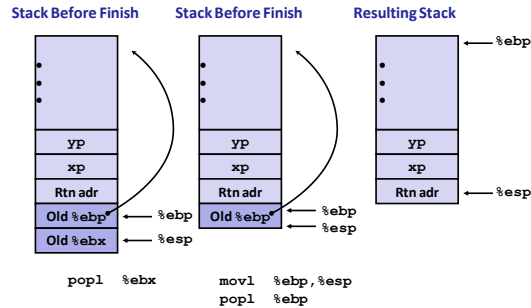 Stack Before Finish
yp
xp
Rtn adr
Old %ebp
%ebp
Old %ebx
%esp
popl %ebx
Stack Before Finish
yp
xp
Rtn adr
Old %ebp
%ebp
%esp
movl %ebp,%esp
popl %ebp
Resulting Stack
%ebp
yp
xp
Rtn adr
%esp